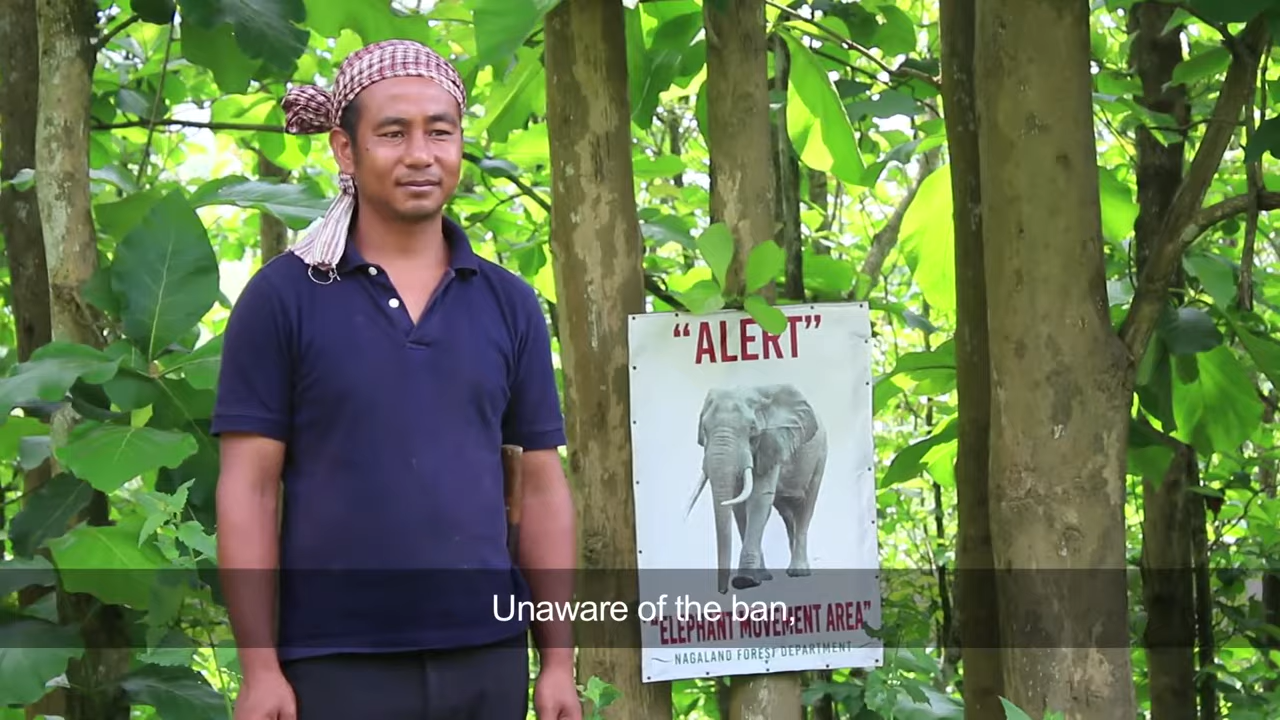 “ALERT”
Unaware of the ban,
“ELEPHANT MOVEMENT AREA”
NAGALAND FOREST DEPARTMENT